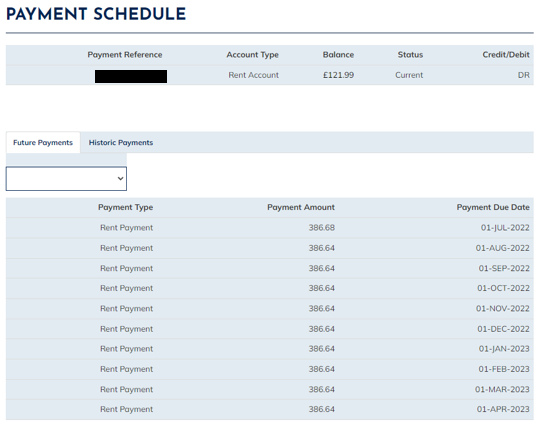 PAYMENT SCHEDULE
Payment Reference Account Type Balance Status Credit/Debit
Rent Account £121.99 Current DR
Future Payments Historic Payments
Payment Type Payment Amount Payment Due Date
Rent Payment 386.68 01-JUL-2022
Rent Payment 386.64 01-AUG-2022
Rent Payment 386.64 01-SEP-2022
Rent Payment 386.64 01-OCT-2022
Rent Payment 386.64 01-NOV-2022
Rent Payment 386.64 01-DEC-2022
Rent Payment 386.64 01-JAN-2023
Rent Payment 386.64 01-FEB-2023
Rent Payment 386.64 01-MAR-2023
Rent Payment 386.64 01-APR-2023